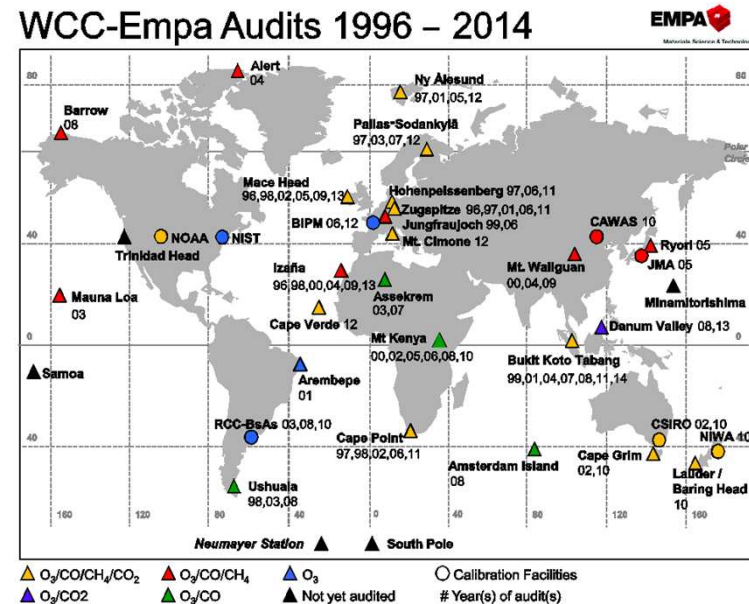 WCC-Empa Audits 1996 – 2014
EMPA
Materials Science & Technology
80
Alert
04
Ny Ålesund
97,01,05,12
Barrow
08
Pallas-Sodankylä
97,03,07,12
Polar
Circle
Mace Head
96,98,02,05,09,13
Hohenpeissenberg 97,06,11
Zugspitze 96,97,01,06,11
BIPM 06,12
Jungfraujoch 99,06
CAWAS 10
40
NOAA
NIST
Mt. Cimone 12
Ryori 05
40
Trinidad Head
JMA 05
Izaña
96,98,00,04,09,13
Assekrem
03,07
Mt. Waliguan
00,04,09
Mauna Loa
03
Minamitorishima
Cape Verde 12
Mt Kenya
00,02,05,06,08,10
Danum Valley 08,13
0
0
Bukit Koto Tabang
99,01,04,07,08,11,14
Samoa
Arembepe
01
RCC-BsAs 03,08,10
CSIRO 02,10
NIWA 10
40
Cape Point
97,98,02,06,11
Amsterdam Island
08
Cape Grim
02,10
Lauder /
Baring Head
10
40
Ushuaia
98,03,08
160
80
40
0
40
80
120
160
Neumayer Station
South Pole
O3/CO/CH4/CO2
O3/CO/CH4
O3
Calibration Facilities
O3/CO2
O3/CO
Not yet audited
# Year(s) of audit(s)